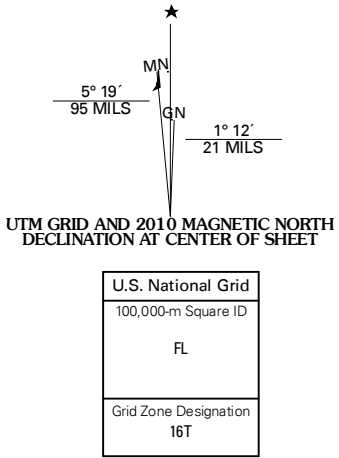 MN
5° 19´
95 MILS
GN
1° 12´
21 MILS
UTM GRID AND 2010 MAGNETIC NORTH
DECLINATION AT CENTER OF SHEET
U.S. National Grid
100,000-m Square ID
FL
Grid Zone Designation
16T